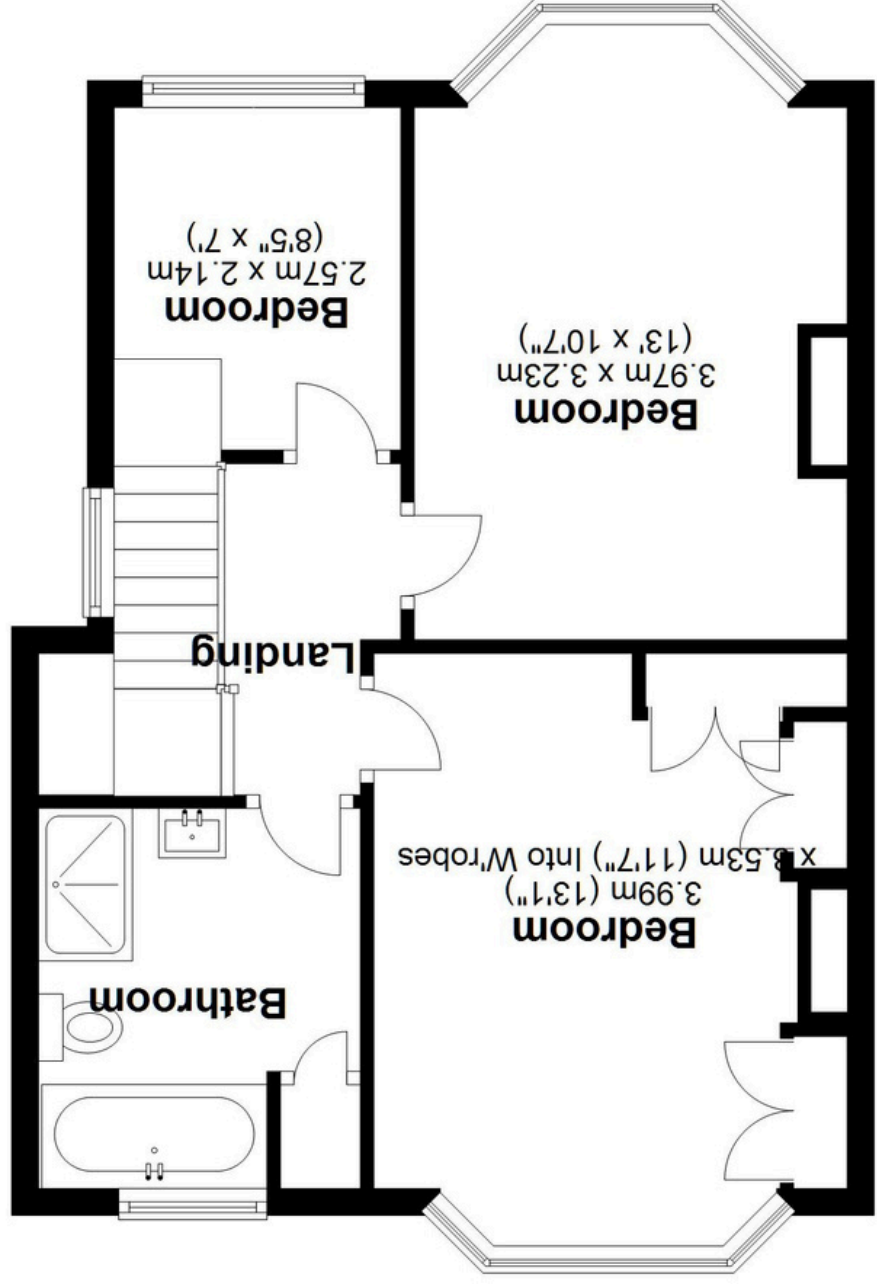 Bedroom
3.99m (13'1")
x 3.53m (11'7") Into W'robes
Bathroom
Landing
Bedroom
3.97m x 3.23m
(13' x 10'7")
Bedroom
2.57m x 2.14m
(8'5" x 7')